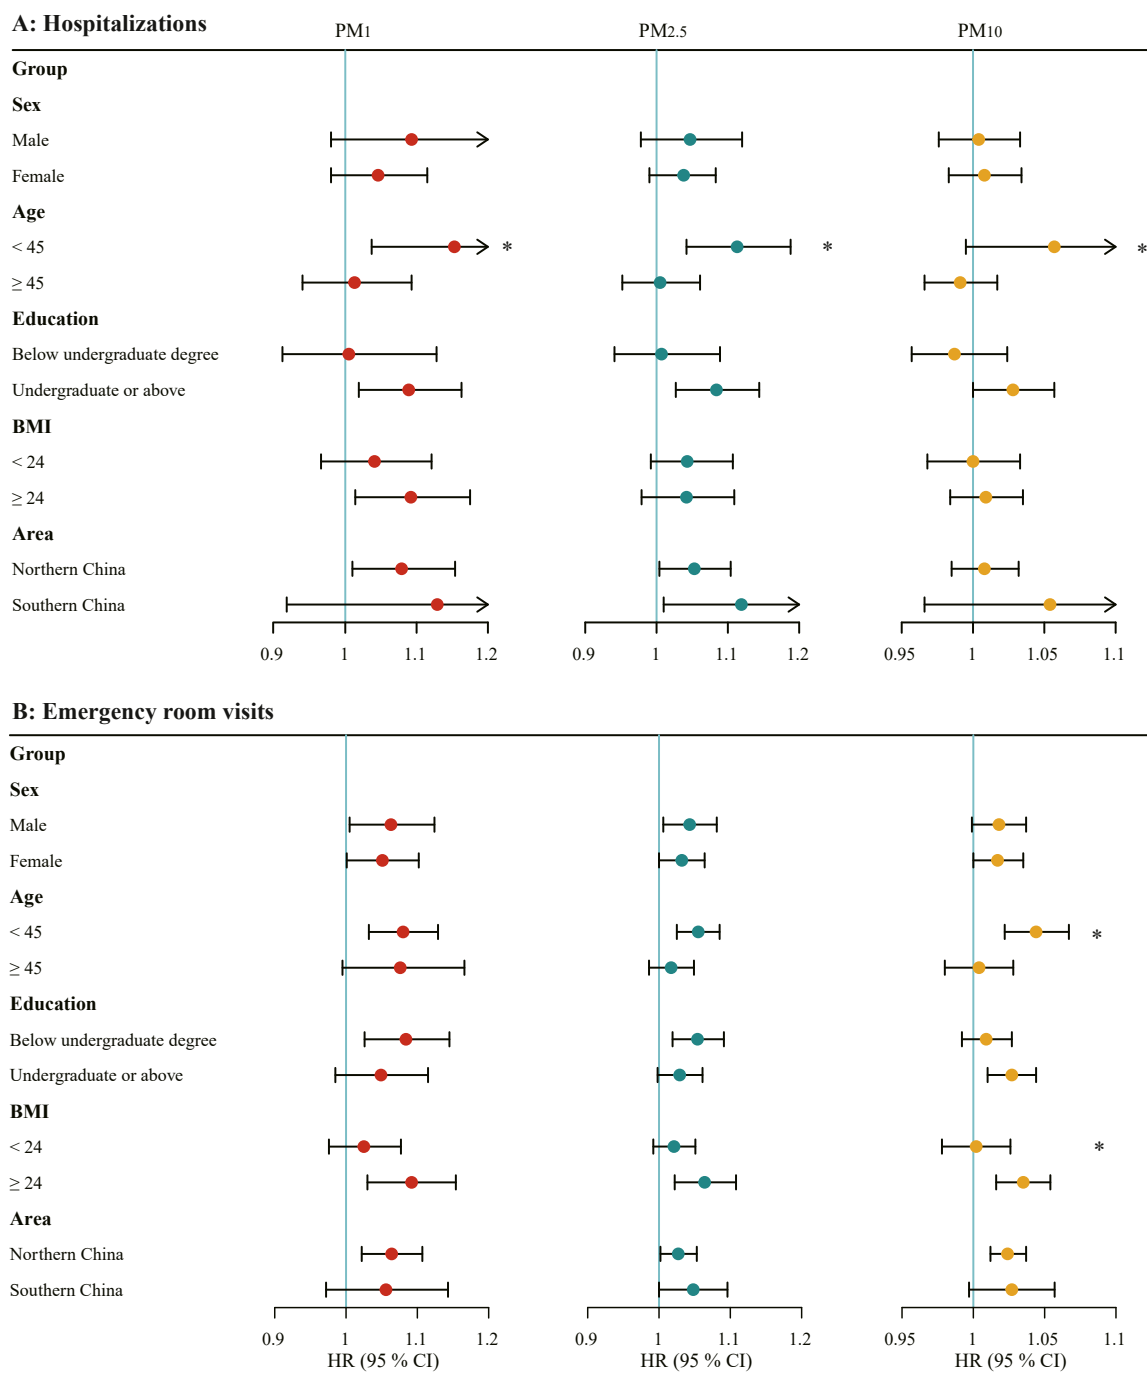 A: Hospitalizations
PM1 PM2.5 PM10
Group
Sex
Male
Female
Age
< 45 * * *
≥ 45
Education
Below undergraduate degree
Undergraduate or above
BMI
< 24
≥ 24
Area
Northern China
Southern China
0.9 1 1.1 1.2 0.9 1 1.1 1.2 0.95 1 1.05 1.1
B: Emergency room visits
Group
Sex
Male
Female
Age
< 45 *
≥ 45
Education
Below undergraduate degree
Undergraduate or above
BMI
< 24 *
≥ 24
Area
Northern China
Southern China
0.9 1 1.1 1.2 0.9 1 1.1 1.2 0.95 1 1.05 1.1
HR (95 % CI) HR (95 % CI) HR (95 % CI)